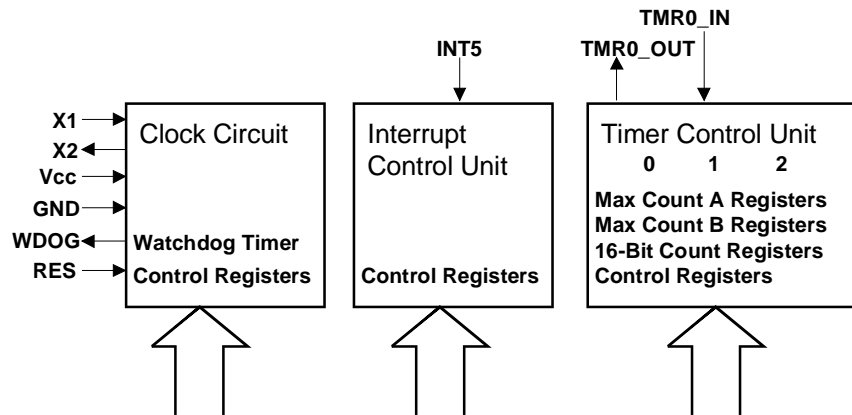 TMR0_IN
INT5
TMR0_OUT
X1
X2
Vcc
GND
WDOG
RES
Clock Circuit
Watchdog Timer
Control Registers
Interrupt
Control Unit
Control Registers
Timer Control Unit
0 1 2
Max Count A Registers
Max Count B Registers
16-Bit Count Registers
Control Registers